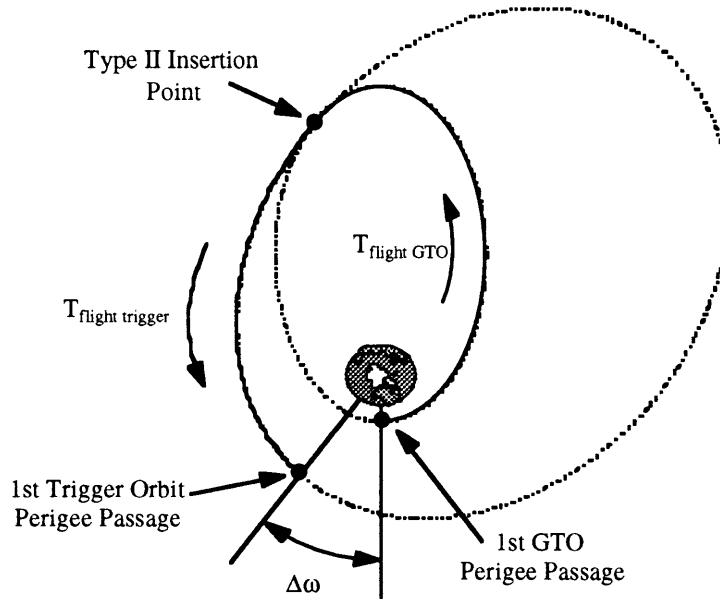 Type II Insertion
Point
T flight GTO
T flight trigger
1st Trigger Orbit
Perigee Passage
1st GTO
Perigee Passage
Δω